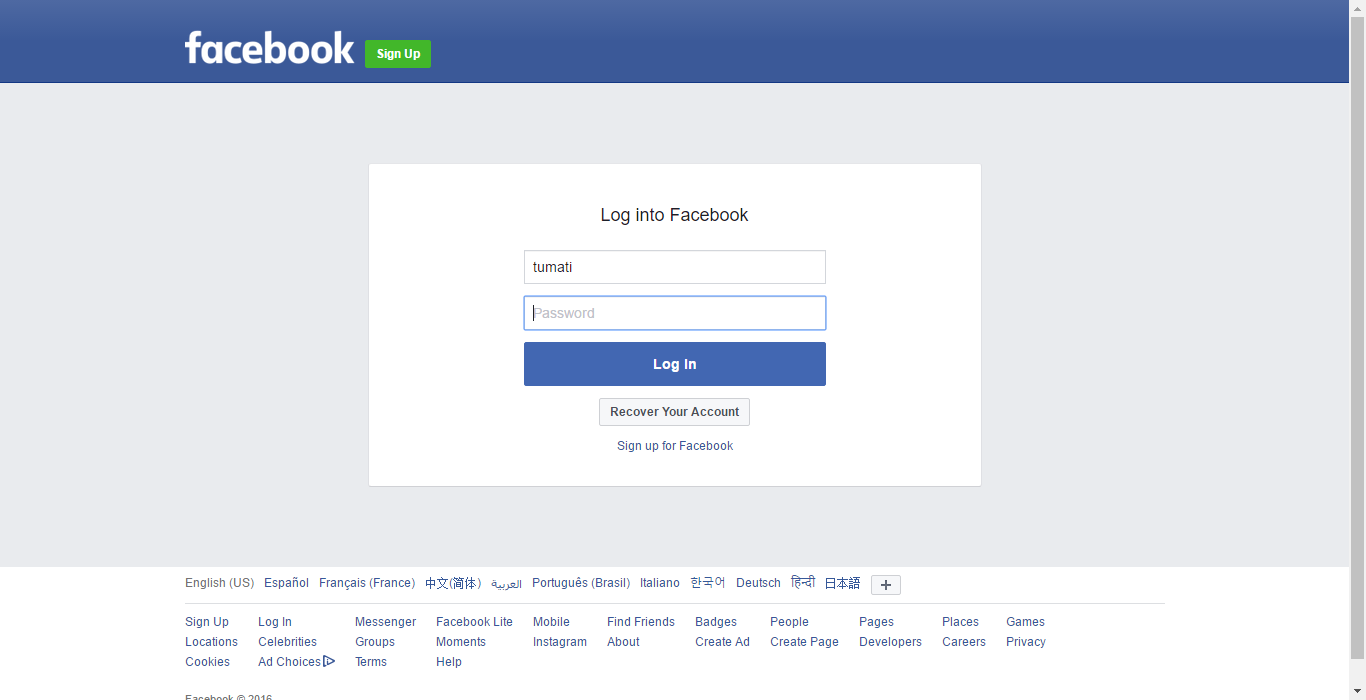 facebook Sign Up
Log into Facebook
tumati
Password
Log In
Recover Your Account
Sign up for Facebook
English (US) Español Français (France) 中文(简体) العربية Português (Brasil) Italiano 한국어 Deutsch हिन्दी 日本語 +
Sign Up Log In Messenger Facebook Lite Mobile Find Friends Badges People Pages Places Games
Locations Celebrities Groups Moments Instagram About Create Ad Create Page Developers Careers Privacy
Cookies Ad Choices Terms Help
Facebook © 2016